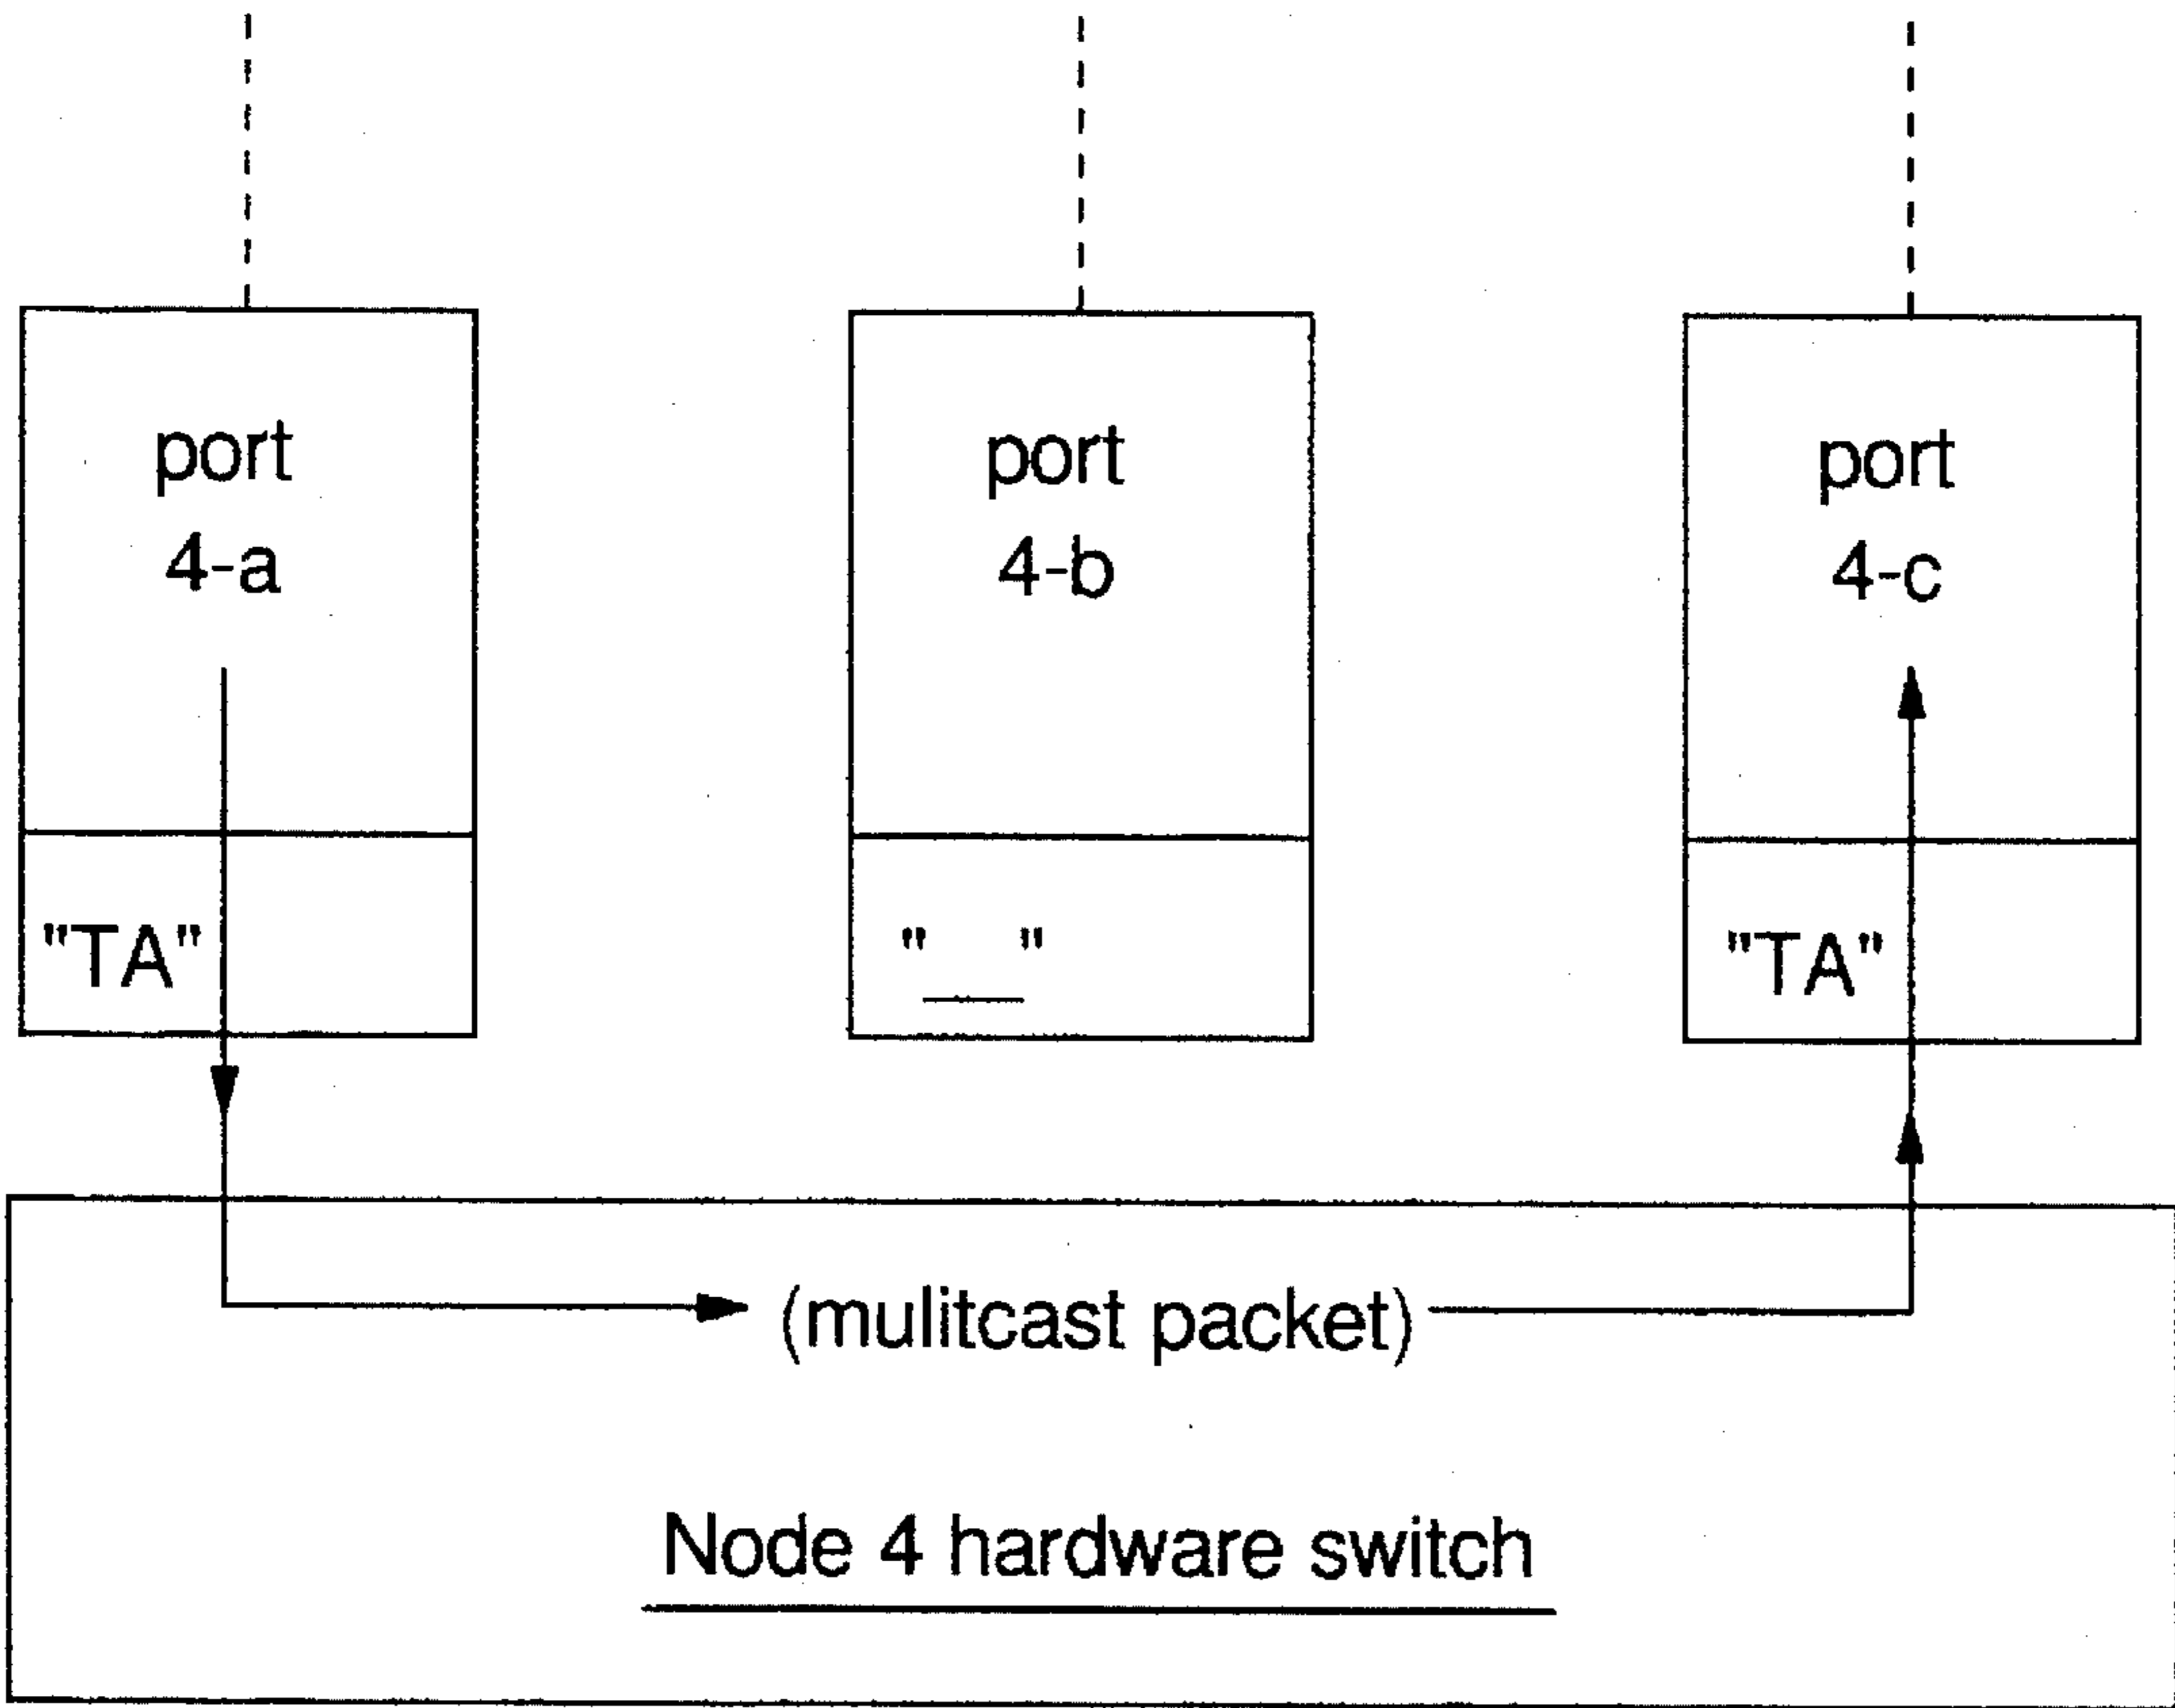 port
4-a
port
4-b
port
4-c
"TA"
"__"
"TA"
(mulitcast packet)
Node 4 hardware switch